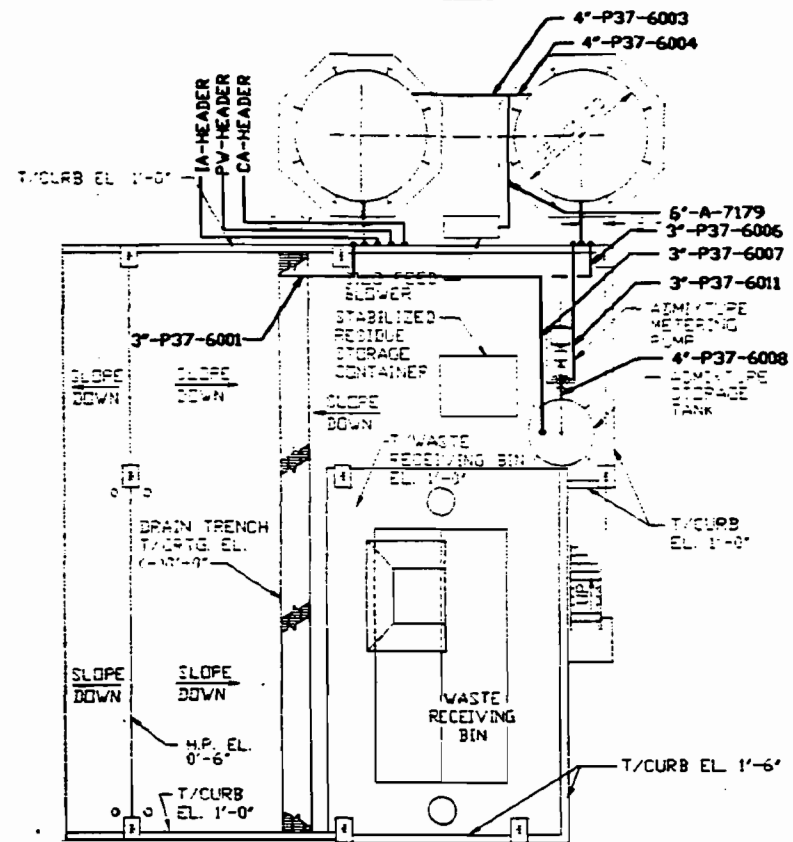 4"-P37-6003
4"-P37-6004
IA-HEADER
PW-HEADER
CA-HEADER
T/CURB EL. 1'-0"
6"-A-7179
3"-P37-6006
3"-P37-6007
3"-P37-6011
ADMIXTURE
METERING
PUMP
4"-P37-6008
ADMIXTURE
STORAGE
TANK
FEED
BLOWER
STABILIZED
RESIDUE
STORAGE
CONTAINER
3"-P37-6001
SLOPE
DOWN
SLOPE
DOWN
SLOPE
DOWN
T/WASTE
RECEIVING BIN
EL. 1'-0"
T/CURB
EL. 1'-0"
DRAIN TRENCH
UP
SLOPE
DOWN
SLOPE
DOWN
WASTE
RECEIVING
BIN
H.P. EL.
0'-6"
T/CURB EL. 1'-6"
T/CURB
EL. 1'-0"